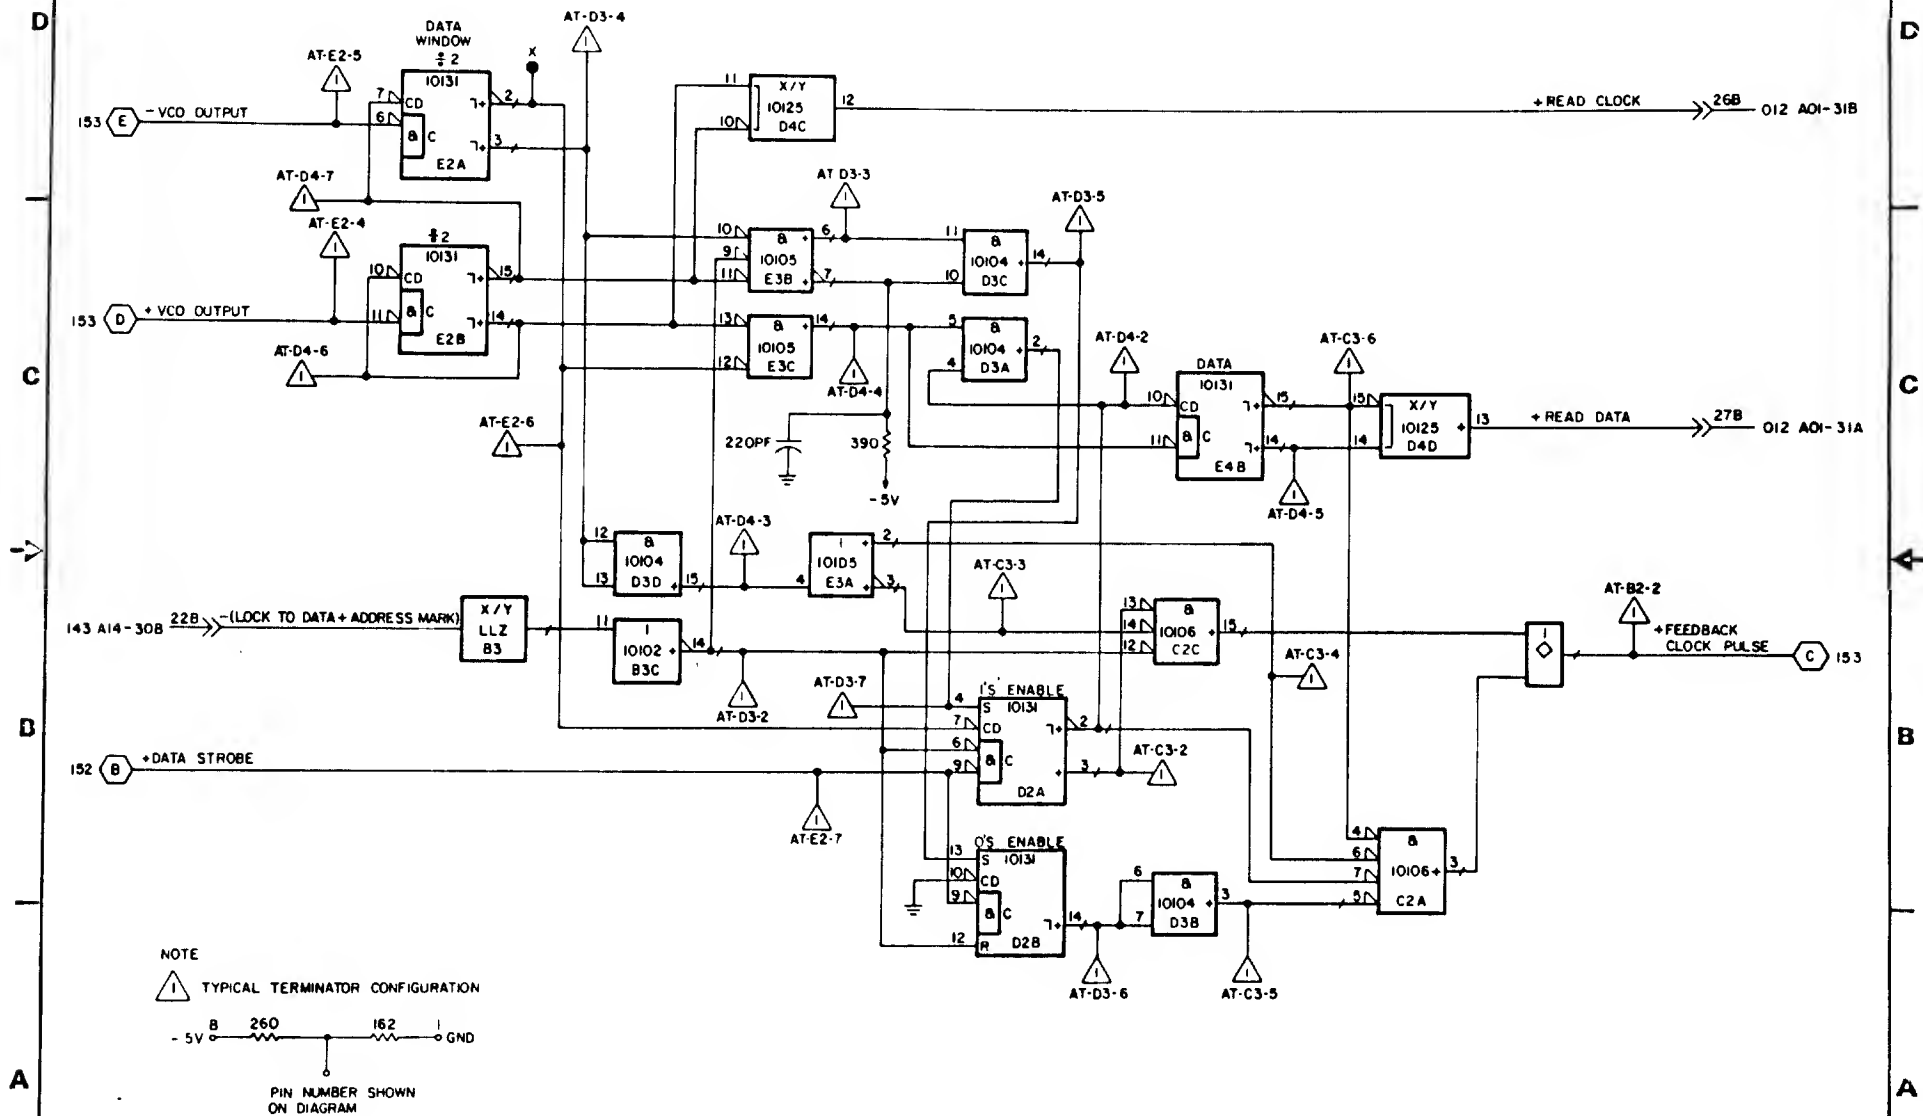 D
D
AT-D3-4
DATA
WINDOW
÷2
X
AT-E2-5
10131
7
CD
2
6
& C
3
E2A
153 E -VCO OUTPUT
11
X/Y
10125
D4C
10
12
+READ CLOCK
26B
012 A01-31B
AT-D4-7
AT-E2-4
÷2
10131
10
CD
15
11
& C
14
E2B
153 D +VCO OUTPUT
AT-D4-6
AT D3-3
AT-D3-5
10
9
11
&
10105
E3B
6
7
11
10
&
10104
D3C
14
13
12
&
10105
E3C
14
5
4
&
10104
D3A
2
AT-D4-4
AT-D4-2
AT-C3-6
C
C
DATA
10131
10
CD
15
11
& C
14
E4B
15
14
X/Y
10125
D4D
13
+READ DATA
27B
012 A01-31A
AT-E2-6
220PF
390
-5V
AT-D4-5
12
13
&
10104
D3D
15
AT-D4-3
4
1
10105
E3A
2
3
AT-C3-3
143 A14-30B
22B
-(LOCK TO DATA+ADDRESS MARK)
X/Y
LLZ
B3
11
1
10102
B3C
14
AT-D3-2
13
14
12
&
10106
C2C
15
AT-B2-2
1
+FEEDBACK
CLOCK PULSE
C 153
AT-C3-4
B
B
AT-D3-7
1'S ENABLE
10131
4
S
7
CD
6
9
& C
2
3
D2A
AT-C3-2
152 B +DATA STROBE
AT-E2-7
0'S ENABLE
10131
13
S
10
CD
9
& C
14
12
R
D2B
6
7
&
10104
D3B
3
4
6
7
5
&
10106
C2A
3
AT-D3-6
AT-C3-5
NOTE
1 TYPICAL TERMINATOR CONFIGURATION
8 260 162 1
-5V GND
PIN NUMBER SHOWN
ON DIAGRAM
A
A